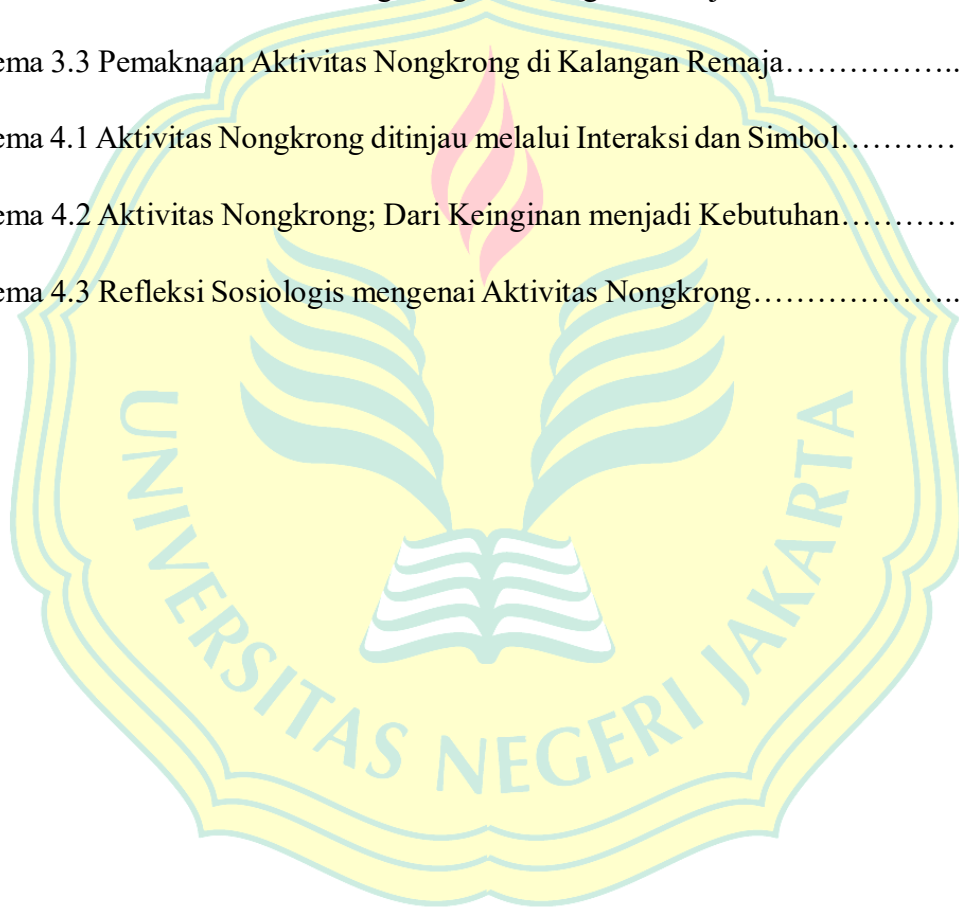 ema 3.3 Pemaknaan Aktivitas Nongkrong di Kalangan Remaja……………..
ema 4.1 Aktivitas Nongkrong ditinjau melalui Interaksi dan Simbol…………
ema 4.2 Aktivitas Nongkrong; Dari Keinginan menjadi Kebutuhan…………
ema 4.3 Refleksi Sosiologis mengenai Aktivitas Nongkrong………………..
UNIVERSITAS NEGERI JAKARTA